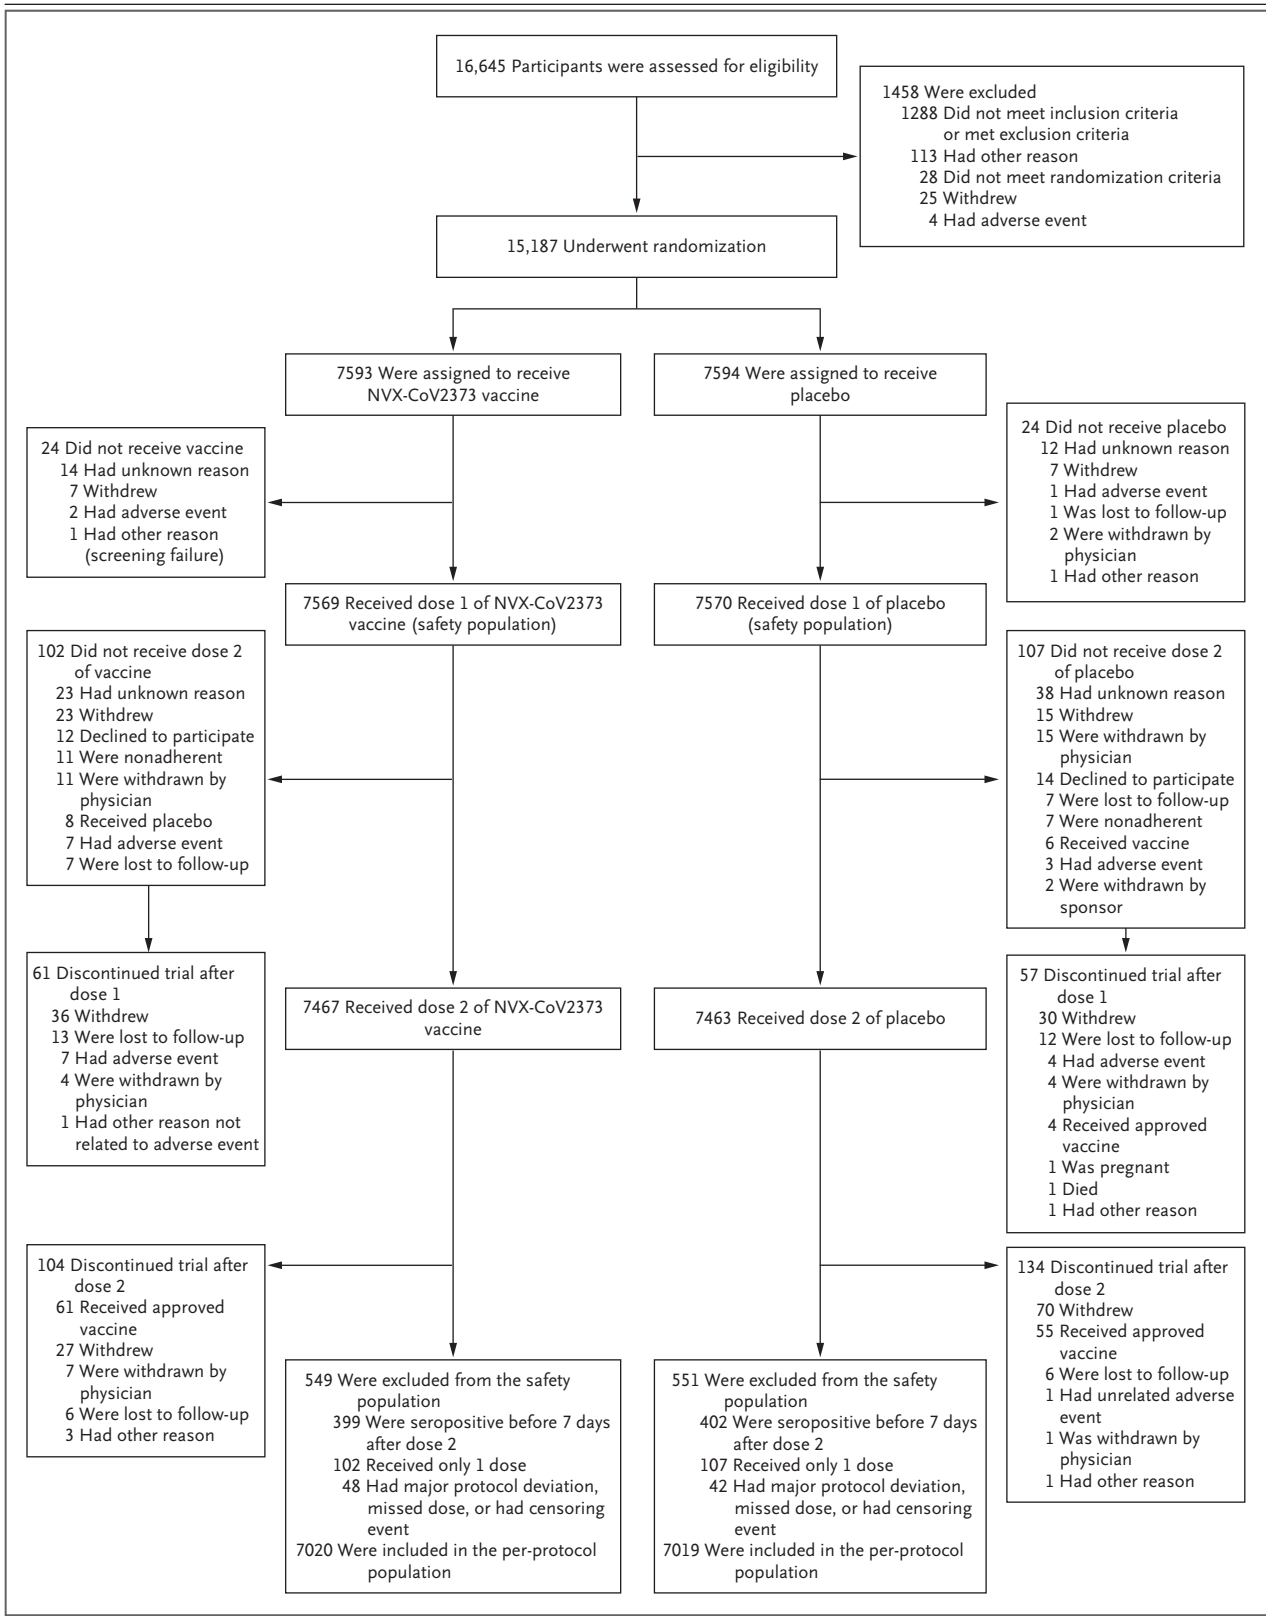 16,645 Participants were assessed for eligibility
1458 Were excluded
1288 Did not meet inclusion criteria
or met exclusion criteria
113 Had other reason
28 Did not meet randomization criteria
25 Withdrew
4 Had adverse event
15,187 Underwent randomization
7593 Were assigned to receive
NVX-CoV2373 vaccine
7594 Were assigned to receive
placebo
24 Did not receive vaccine
14 Had unknown reason
7 Withdrew
2 Had adverse event
1 Had other reason
(screening failure)
24 Did not receive placebo
12 Had unknown reason
7 Withdrew
1 Had adverse event
1 Was lost to follow-up
2 Were withdrawn by
physician
1 Had other reason
7569 Received dose 1 of NVX-CoV2373
vaccine (safety population)
7570 Received dose 1 of placebo
(safety population)
102 Did not receive dose 2
of vaccine
23 Had unknown reason
23 Withdrew
12 Declined to participate
11 Were nonadherent
11 Were withdrawn by
physician
8 Received placebo
7 Had adverse event
7 Were lost to follow-up
107 Did not receive dose 2
of placebo
38 Had unknown reason
15 Withdrew
15 Were withdrawn by
physician
14 Declined to participate
7 Were lost to follow-up
7 Were nonadherent
6 Received vaccine
3 Had adverse event
2 Were withdrawn by
sponsor
61 Discontinued trial after
dose 1
36 Withdrew
13 Were lost to follow-up
7 Had adverse event
4 Were withdrawn by
physician
1 Had other reason not
related to adverse event
7467 Received dose 2 of NVX-CoV2373
vaccine
7463 Received dose 2 of placebo
57 Discontinued trial after
dose 1
30 Withdrew
12 Were lost to follow-up
4 Had adverse event
4 Were withdrawn by
physician
4 Received approved
vaccine
1 Was pregnant
1 Died
1 Had other reason
104 Discontinued trial after
dose 2
61 Received approved
vaccine
27 Withdrew
7 Were withdrawn by
physician
6 Were lost to follow-up
3 Had other reason
134 Discontinued trial after
dose 2
70 Withdrew
55 Received approved
vaccine
6 Were lost to follow-up
1 Had unrelated adverse
event
1 Was withdrawn by
physician
1 Had other reason
549 Were excluded from the safety
population
399 Were seropositive before 7 days
after dose 2
102 Received only 1 dose
48 Had major protocol deviation,
missed dose, or had censoring
event
7020 Were included in the per-protocol
population
551 Were excluded from the safety
population
402 Were seropositive before 7 days
after dose 2
107 Received only 1 dose
42 Had major protocol deviation,
missed dose, or had censoring
event
7019 Were included in the per-protocol
population